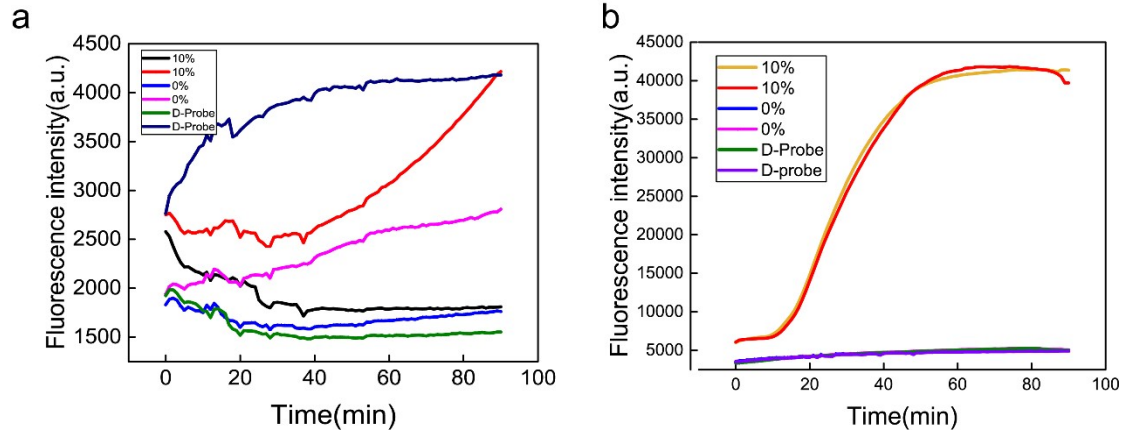 a
4500
4000
3500
3000
2500
2000
1500
Fluorescence intensity(a.u.)
10%
10%
0%
0%
D-Probe
D-Probe
0 20 40 60 80 100
Time(min)
b
45000
40000
35000
30000
25000
20000
15000
10000
5000
0
Fluorescence intensity(a.u.)
10%
10%
0%
0%
D-Probe
D-probe
0 20 40 60 80 100
Time(min)